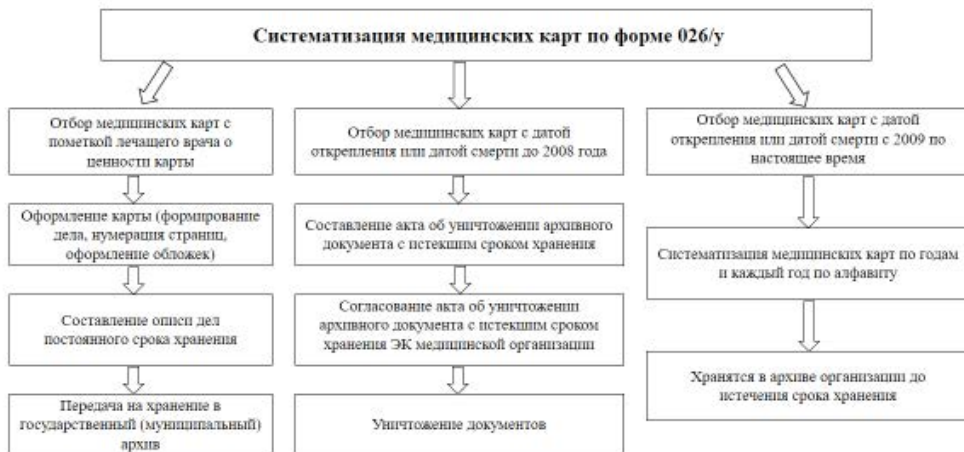 Систематизация медицинских карт по форме 026/у
Отбор медицинских карт с
пометкой лечащего врача о
ценности карты
Оформление карты (формирование
дела, нумерация страниц,
оформление обложек)
Составление описи дел
постоянного срока хранения
Передача на хранение в
государственный (муниципальный)
архив
Отбор медицинских карт с датой
открепления или датой смерти до 2008 года
Составление акта об уничтожении архивного
документа с истекшим сроком хранения
Согласование акта об уничтожении
архивного документа с истекшим сроком
хранения ЭК медицинской организации
Уничтожение документов
Отбор медицинских карт с датой
открепления или датой смерти с 2009 по
настоящее время
Систематизация медицинских карт по годам
и каждый год по алфавиту
Хранятся в архиве организации до
истечения срока хранения